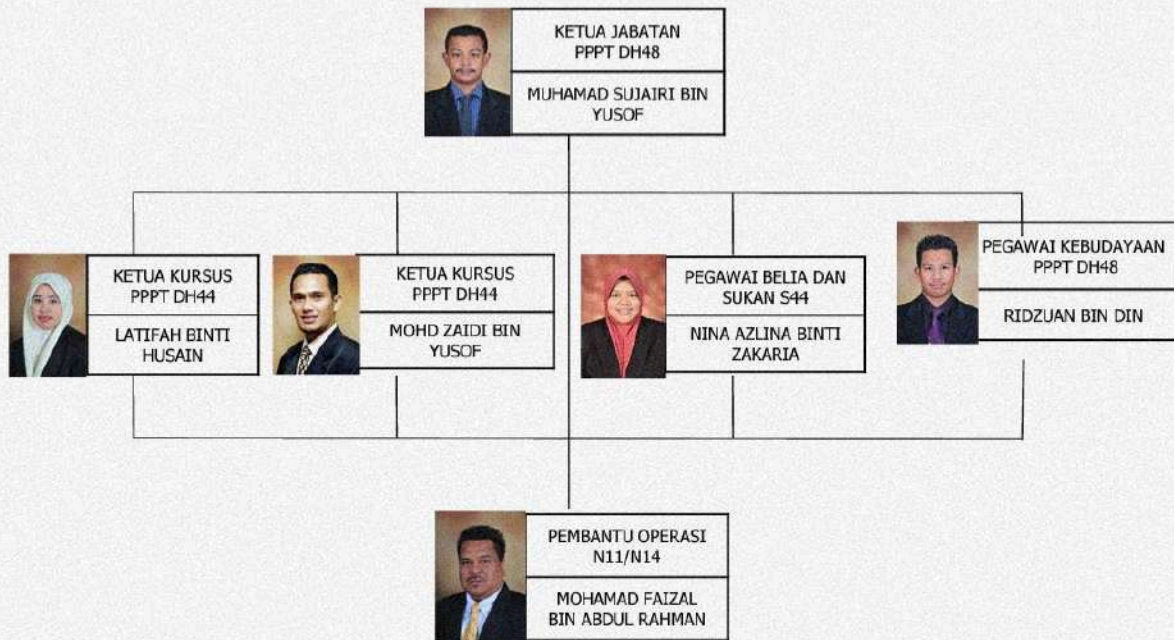 KETUA JABATAN
PPPT DH48
MUHAMAD SUJAIRI BIN
YUSOF
KETUA KURSUS
PPPT DH44
LATIFAH BINTI
HUSAIN
KETUA KURSUS
PPPT DH44
MOHD ZAIDI BIN
YUSOF
PEGAWAI BELIA DAN
SUKAN S44
NINA AZLINA BINTI
ZAKARIA
PEGAWAI KEBUDAYAAN
PPPT DH48
RIDZUAN BIN DIN
PEMBANTU OPERASI
N11/N14
MOHAMAD FAIZAL
BIN ABDUL RAHMAN